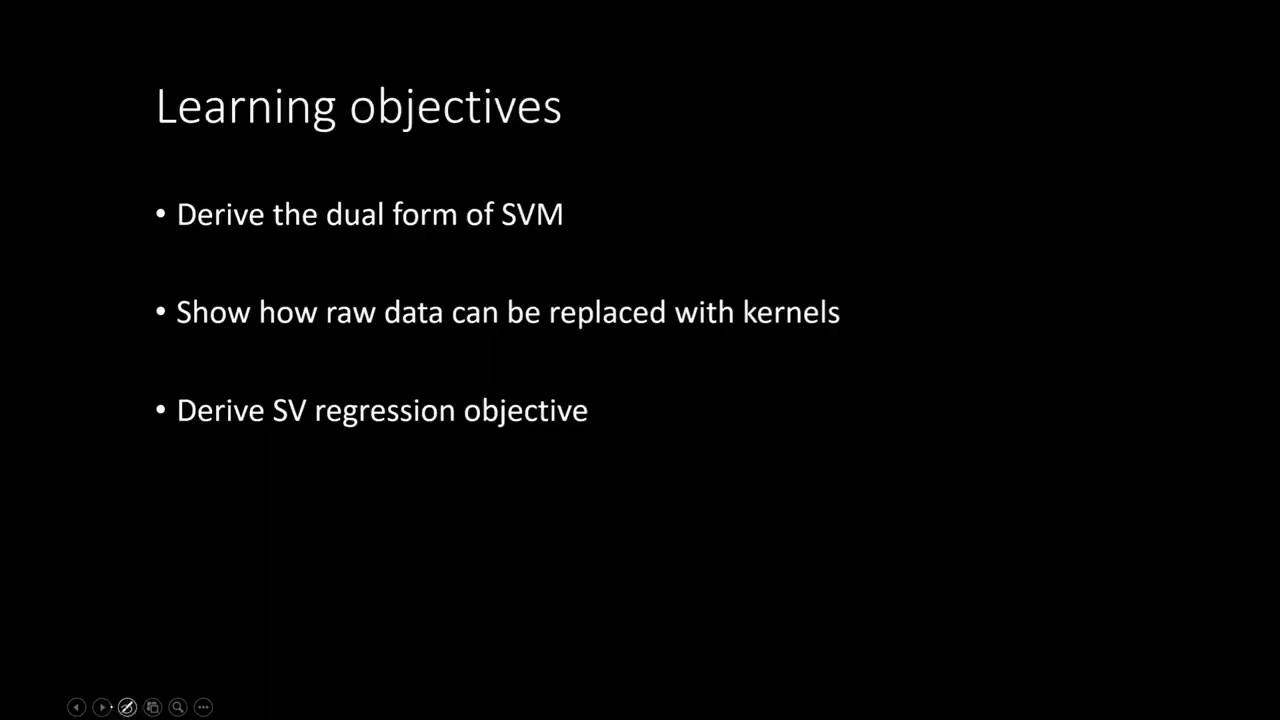 Learning objectives
• Derive the dual form of SVM
• Show how raw data can be replaced with kernels
• Derive SV regression objective